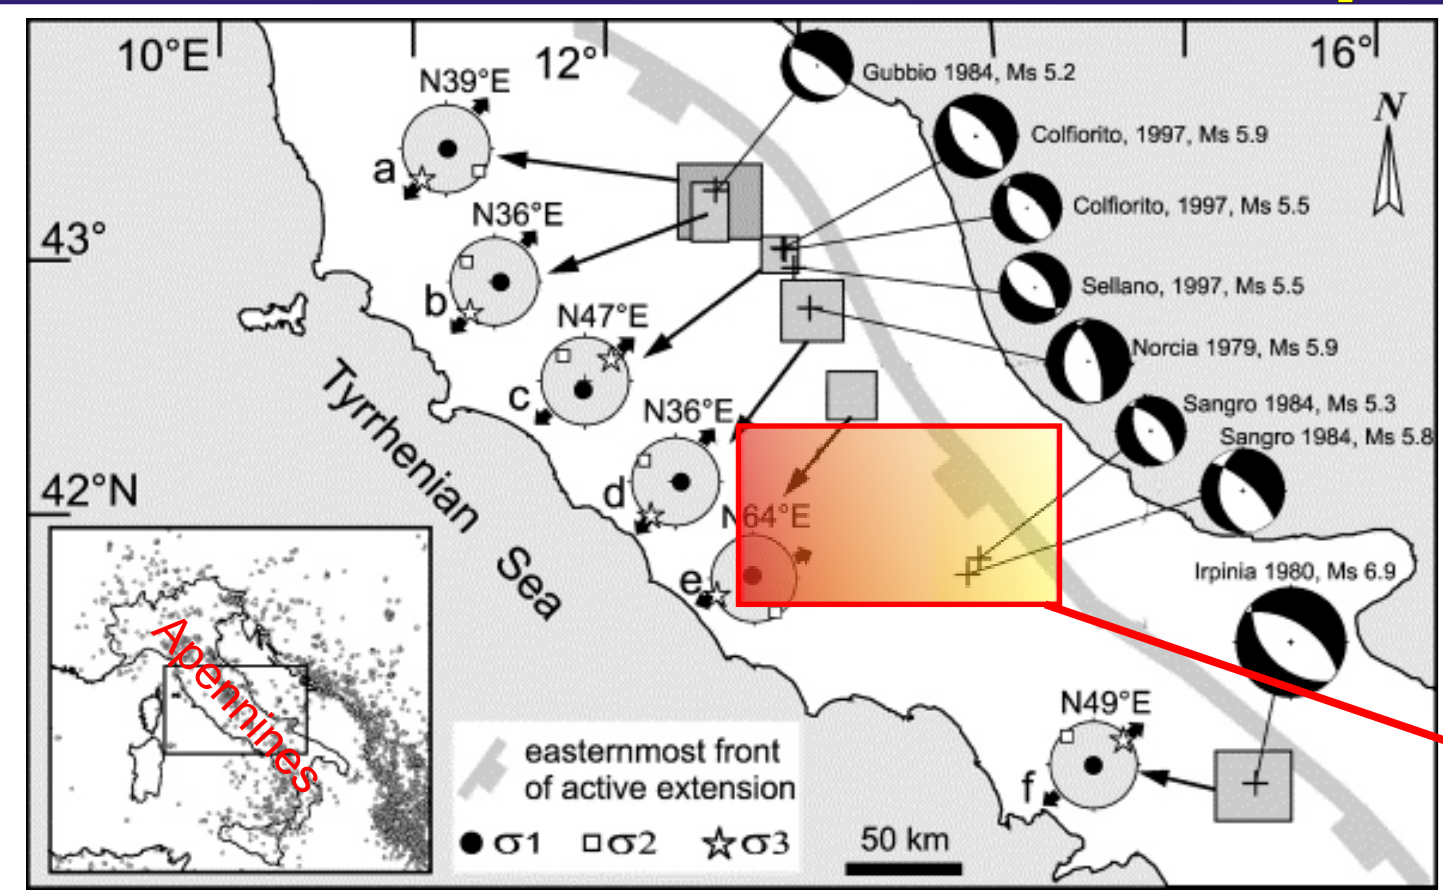 10°E
12°
16°
N
Gubbio 1984, Ms 5.2
N39°E
Colfiorito, 1997, Ms 5.9
a
N36°E
Colfiorito, 1997, Ms 5.5
43°
b
Sellano, 1997, Ms 5.5
N47°E
Norcia 1979, Ms 5.9
c
N36°E
Sangro 1984, Ms 5.3
Sangro 1984, Ms 5.8
42°N
d
N64°E
Tyrrhenian Sea
e
Irpinia 1980, Ms 6.9
Apennines
N49°E
f
easternmost front
of active extension
σ1 σ2 σ3
50 km